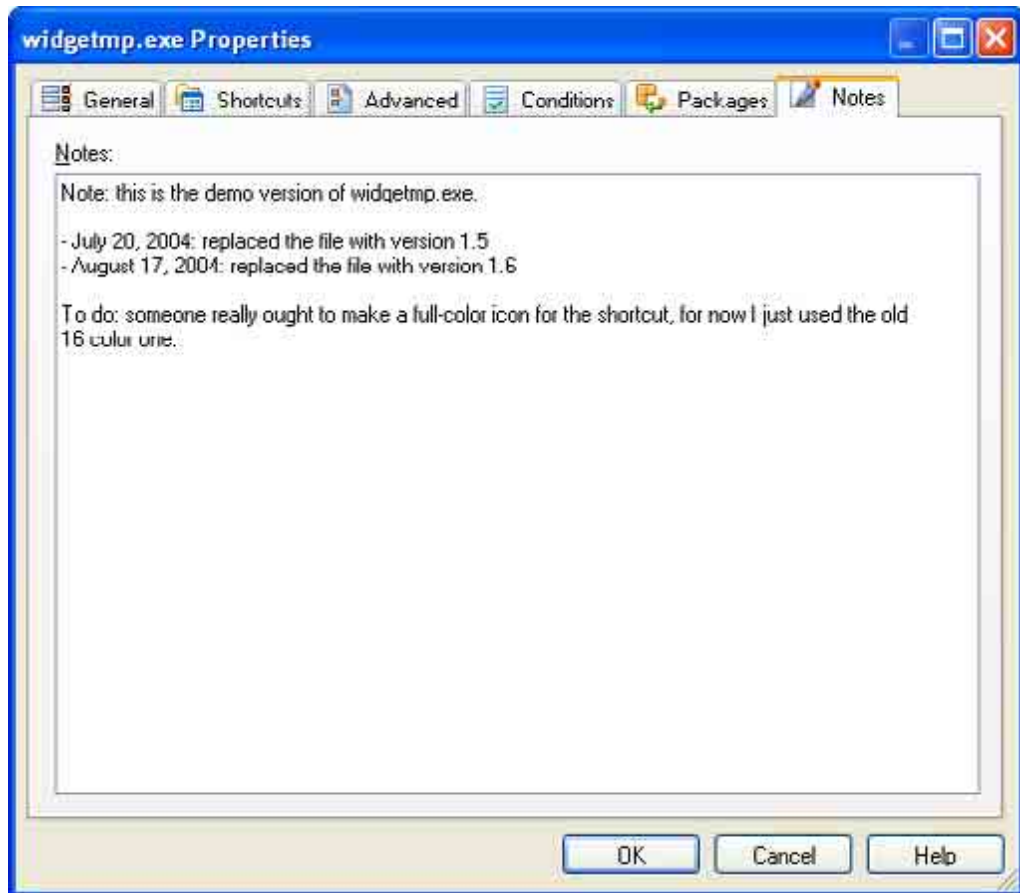 widgetmp.exe Properties
General Shortcuts Advanced Conditions Packages Notes
Notes:
Note: this is the demo version of widgetmp.exe.
- July 20, 2004: replaced the file with version 1.5
- August 17, 2004: replaced the file with version 1.6
To do: someone really ought to make a full-color icon for the shortcut, for now I just used the old
16 color one.
OK Cancel Help